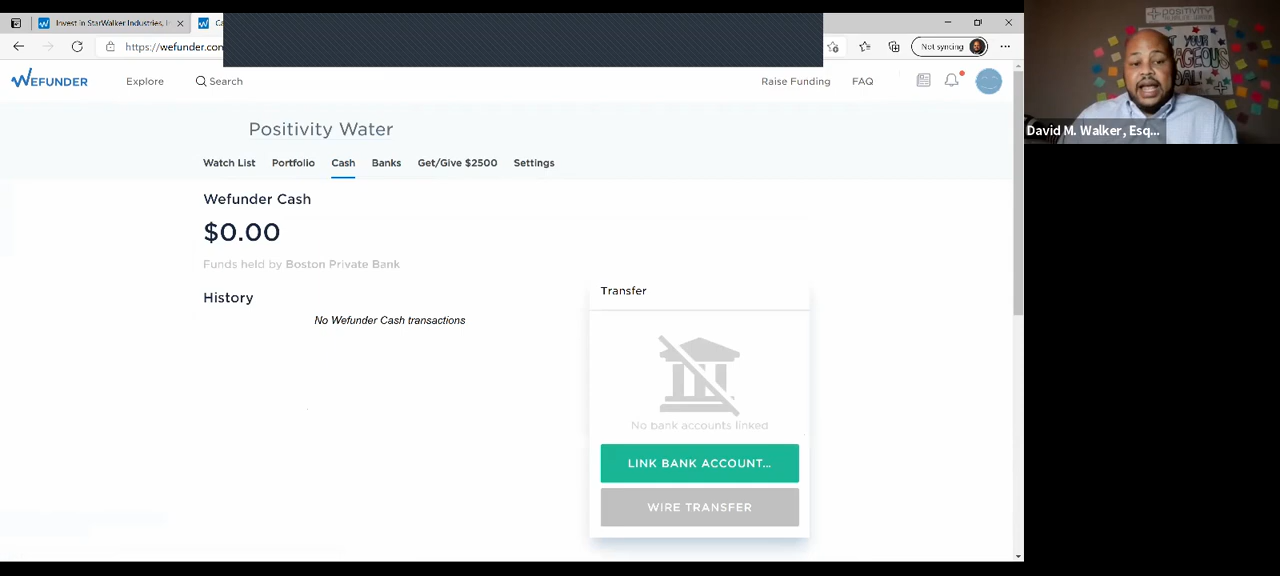 Invest in StarWalker Industries, I
https://wefunder.con
Not syncing
WEFUNDER
Explore
Search
Raise Funding
FAQ
Positivity Water
Watch List
Portfolio
Cash
Banks
Get/Give $2500
Settings
Wefunder Cash
$0.00
Funds held by Boston Private Bank
History
No Wefunder Cash transactions
Transfer
No bank accounts linked
LINK BANK ACCOUNT...
WIRE TRANSFER
POSITIVITY
David M. Walker, Esq...